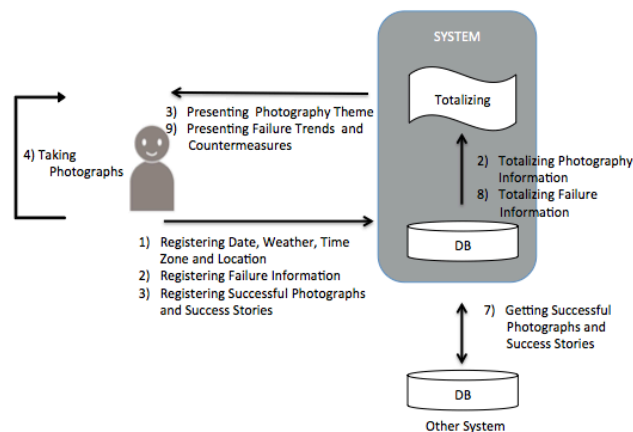 SYSTEM
Totalizing
3) Presenting Photography Theme
9) Presenting Failure Trends and
Countermeasures
4) Taking
Photographs
2) Totalizing Photography
Information
8) Totalizing Failure
Information
1) Registering Date, Weather, Time
Zone and Location
2) Registering Failure Information
3) Registering Successful Photographs
and Success Stories
DB
7) Getting Successful
Photographs and
Success Stories
DB
Other System